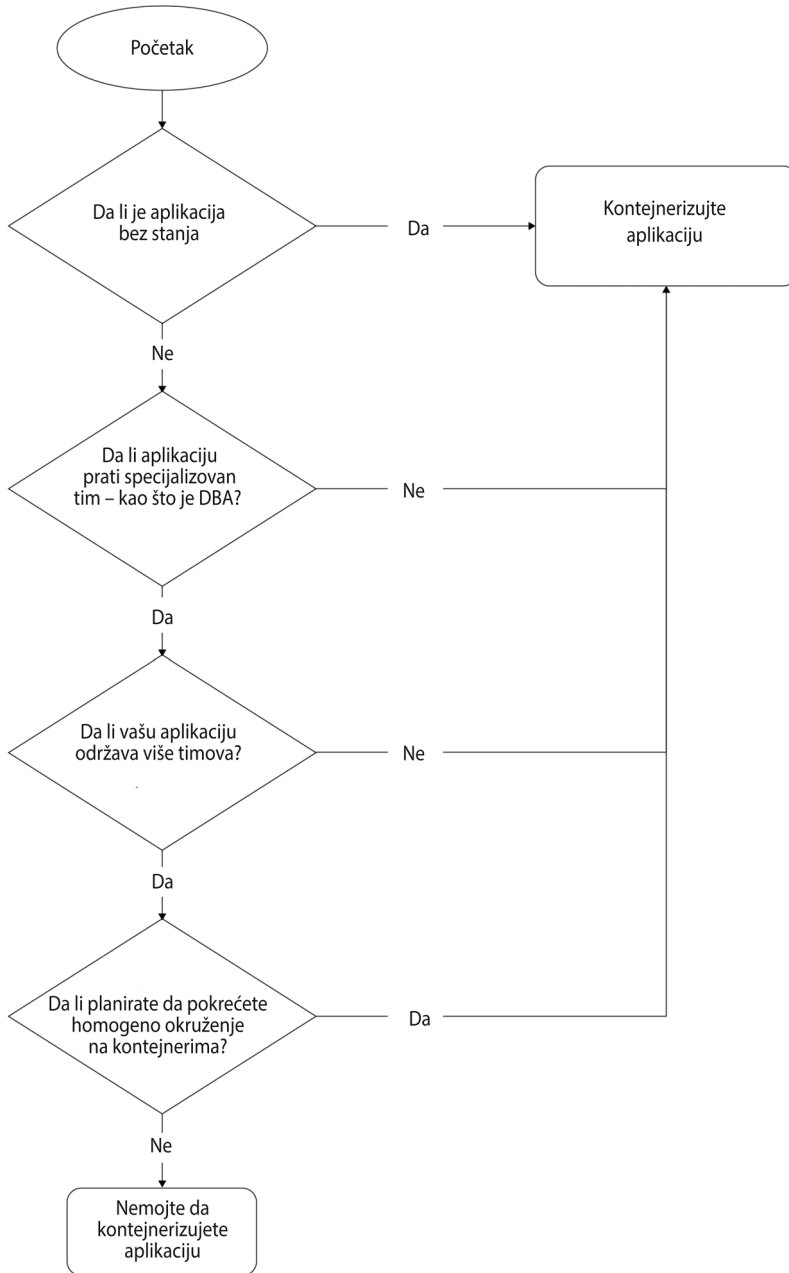 Početak
Da li je aplikacija
bez stanja
Da
Kontejnerizujte
aplikaciju
Ne
Da li aplikaciju
prati specijalizovan
tim – kao što je DBA?
Ne
Da
Da li vašu aplikaciju
održava više timova?
Ne
.
Da
Da li planirate da pokrećete
homogeno okruženje
na kontejnerima?
Da
Ne
Nemojte da
kontejnerizujete
aplikaciju